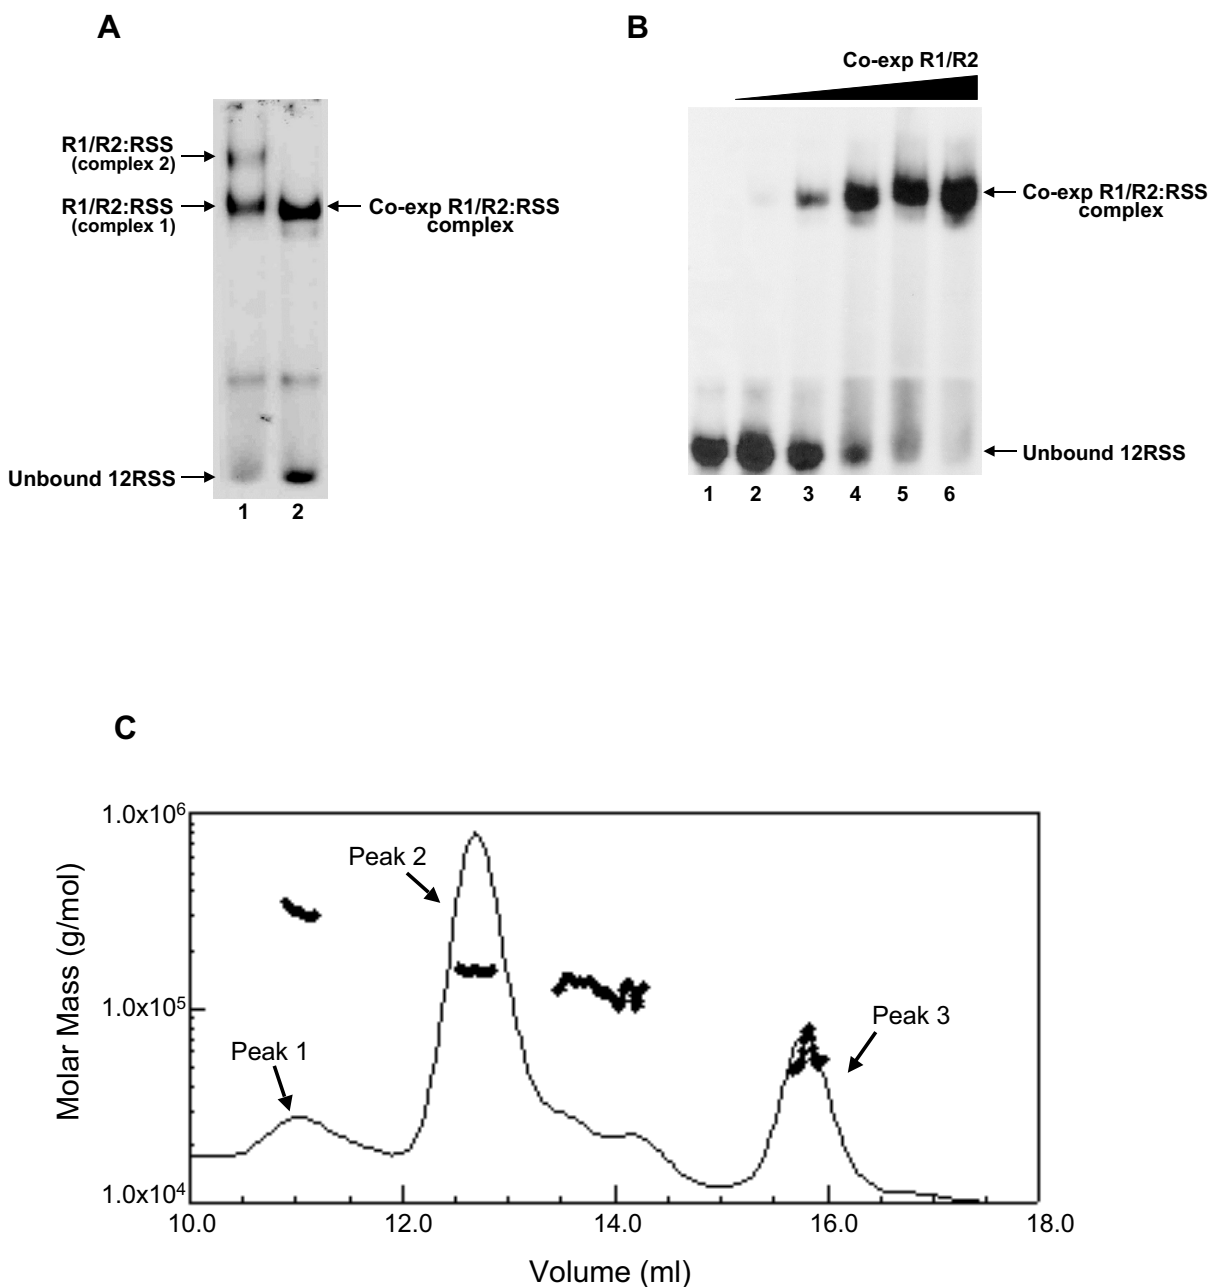 A
R1/R2:RSS
(complex 2)
R1/R2:RSS
(complex 1)
Co-exp R1/R2:RSS
complex
Unbound 12RSS
1 2
B
Co-exp R1/R2
Co-exp R1/R2:RSS
complex
Unbound 12RSS
1 2 3 4 5 6
C
Molar Mass (g/mol)
1.0x10⁶
1.0x10⁵
1.0x10⁴
Peak 1
Peak 2
Peak 3
10.0 12.0 14.0 16.0 18.0
Volume (ml)